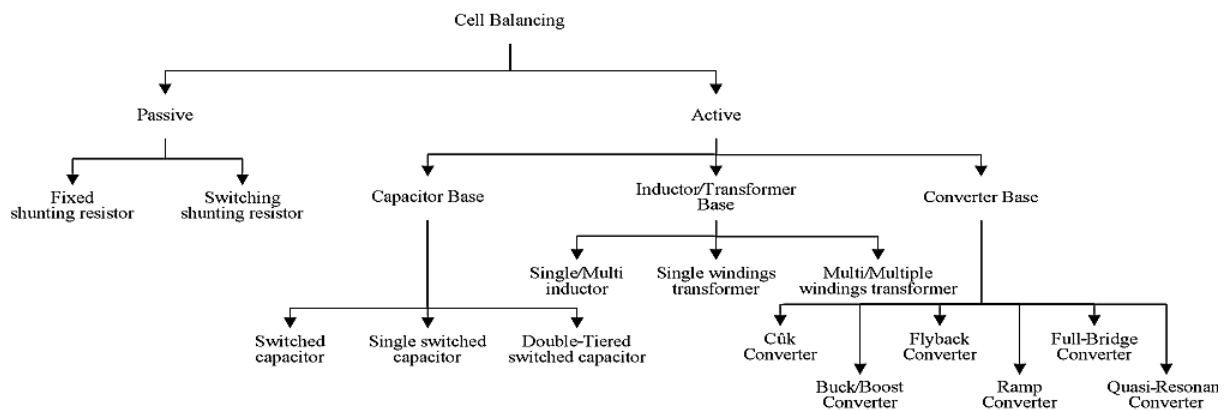 Cell Balancing
Passive
Active
Fixed
shunting resistor
Switching
shunting resistor
Capacitor Base
Inductor/Transformer
Base
Converter Base
Single/Multi
inductor
Single windings
transformer
Multi/Multiple
windings transformer
Switched
capacitor
Single switched
capacitor
Double-Tiered
switched capacitor
Cûk
Converter
Flyback
Converter
Full-Bridge
Converter
Buck/Boost
Converter
Ramp
Converter
Quasi-Resonan
Converter